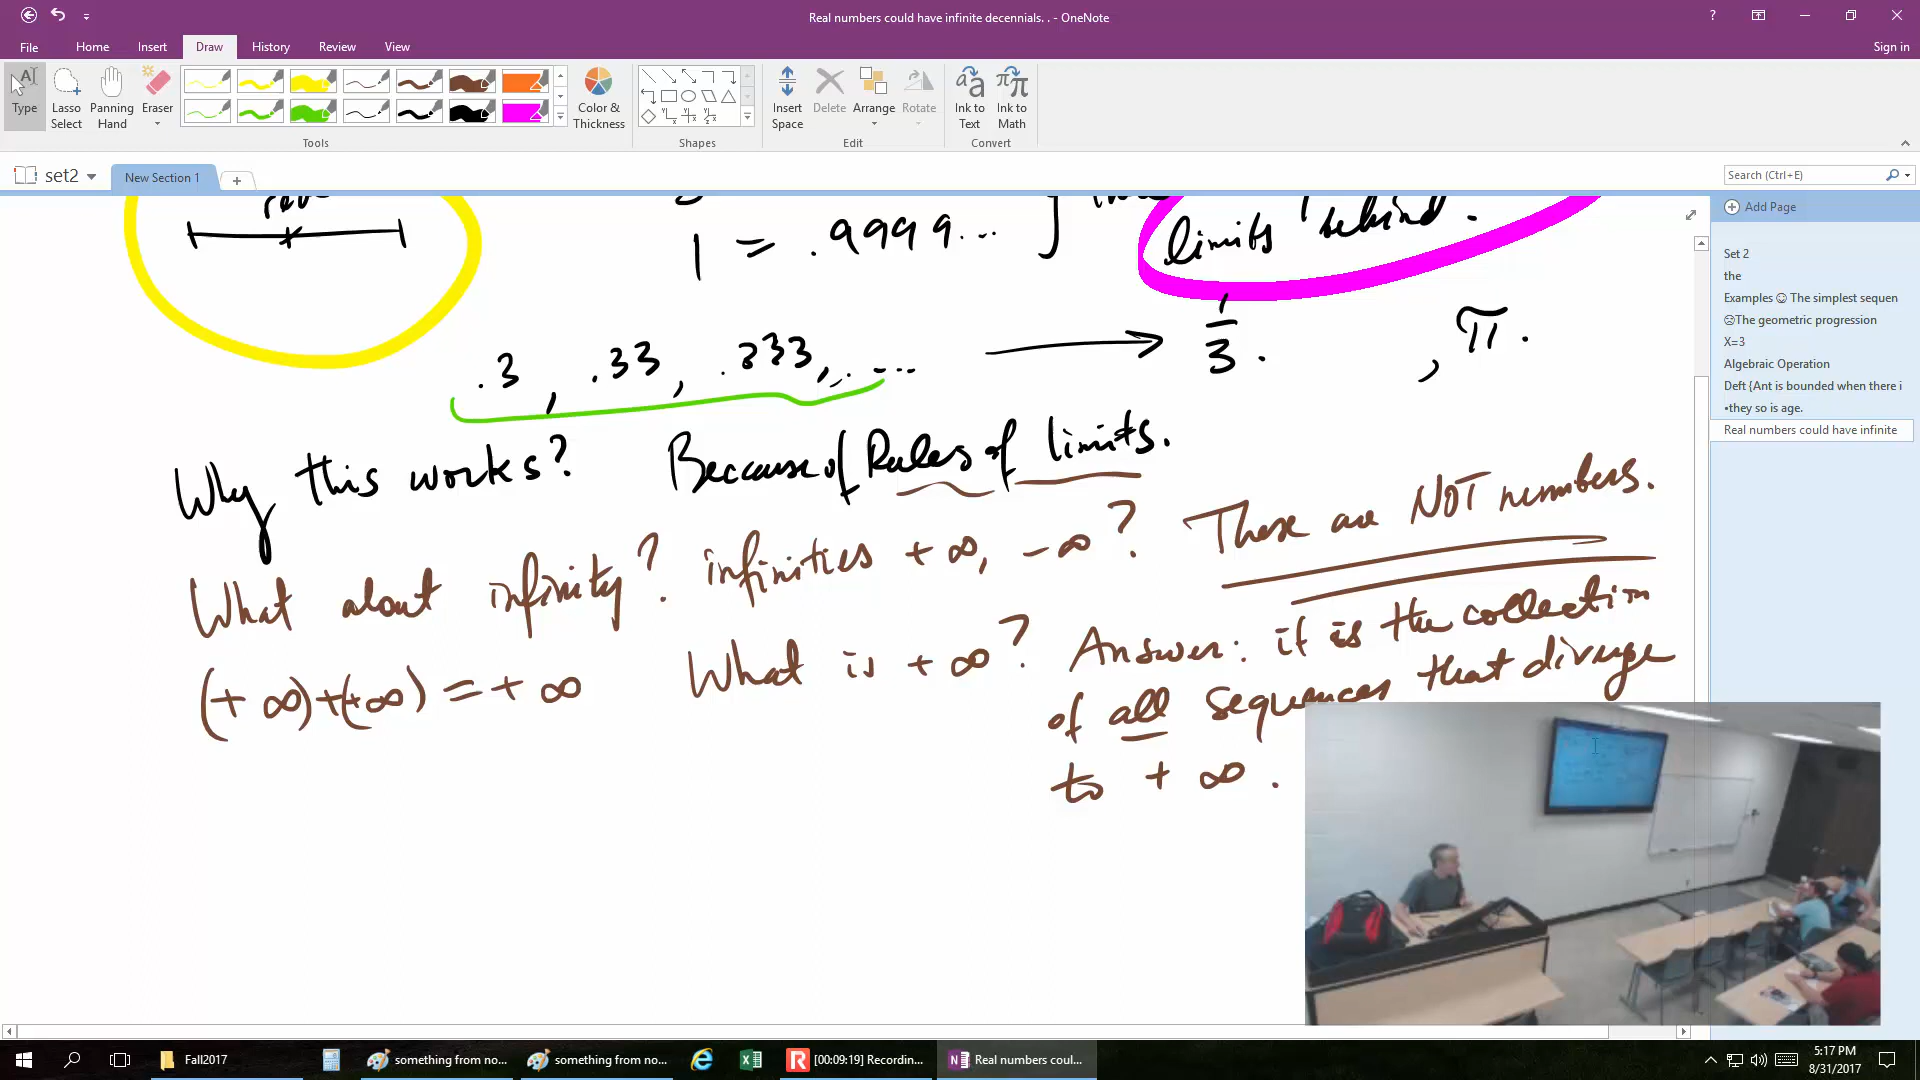 Real numbers could have infinite decennials. . - OneNote
File Home Insert Draw History Review View
Sign in
Type
Lasso Select
Panning Hand
Eraser
Color & Thickness
Insert Space
Delete
Arrange
Rotate
Ink to Text
Ink to Math
Tools
Shapes
Edit
Convert
set2
New Section 1
Search (Ctrl+E)
Add Page
Set 2
the
Examples ☺ The simplest sequen
☹The geometric progression
X=3
Algebraic Operation
Deft {Ant is bounded when there i
•they so is age.
Real numbers could have infinite
1 = .9999...
limits behind.
.3, .33, .333, .... → 1/3. , π.
Why this works? Because of Rules of limits.
What about infinity? infinities +∞, -∞? These are NOT numbers.
(+∞)+(+∞) = +∞ What is +∞? Answer: it is the collection
of all sequences that diverge
to +∞.
Fall2017
something from no...
something from no...
[00:09:19] Recordin...
Real numbers coul...
5:17 PM
8/31/2017